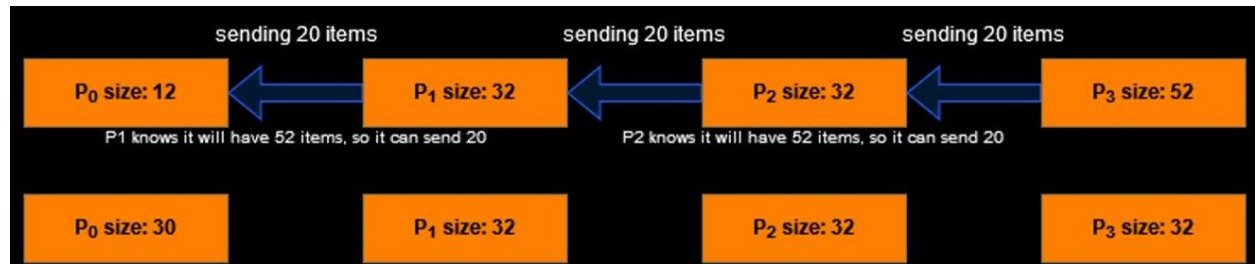 sending 20 items sending 20 items sending 20 items
P₀ size: 12 P₁ size: 32 P₂ size: 32 P₃ size: 52
P1 knows it will have 52 items, so it can send 20 P2 knows it will have 52 items, so it can send 20
P₀ size: 30 P₁ size: 32 P₂ size: 32 P₃ size: 32